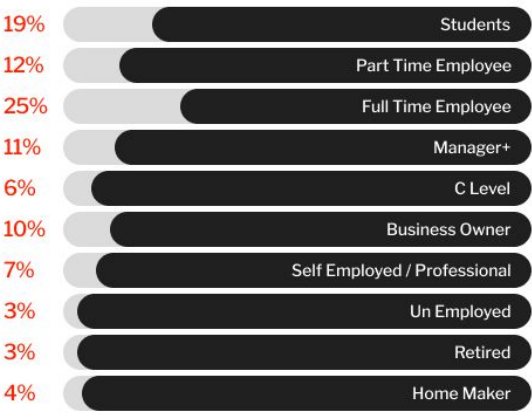 19% Students
12% Part Time Employee
25% Full Time Employee
11% Manager+
6% C Level
10% Business Owner
7% Self Employed / Professional
3% Un Employed
3% Retired
4% Home Maker